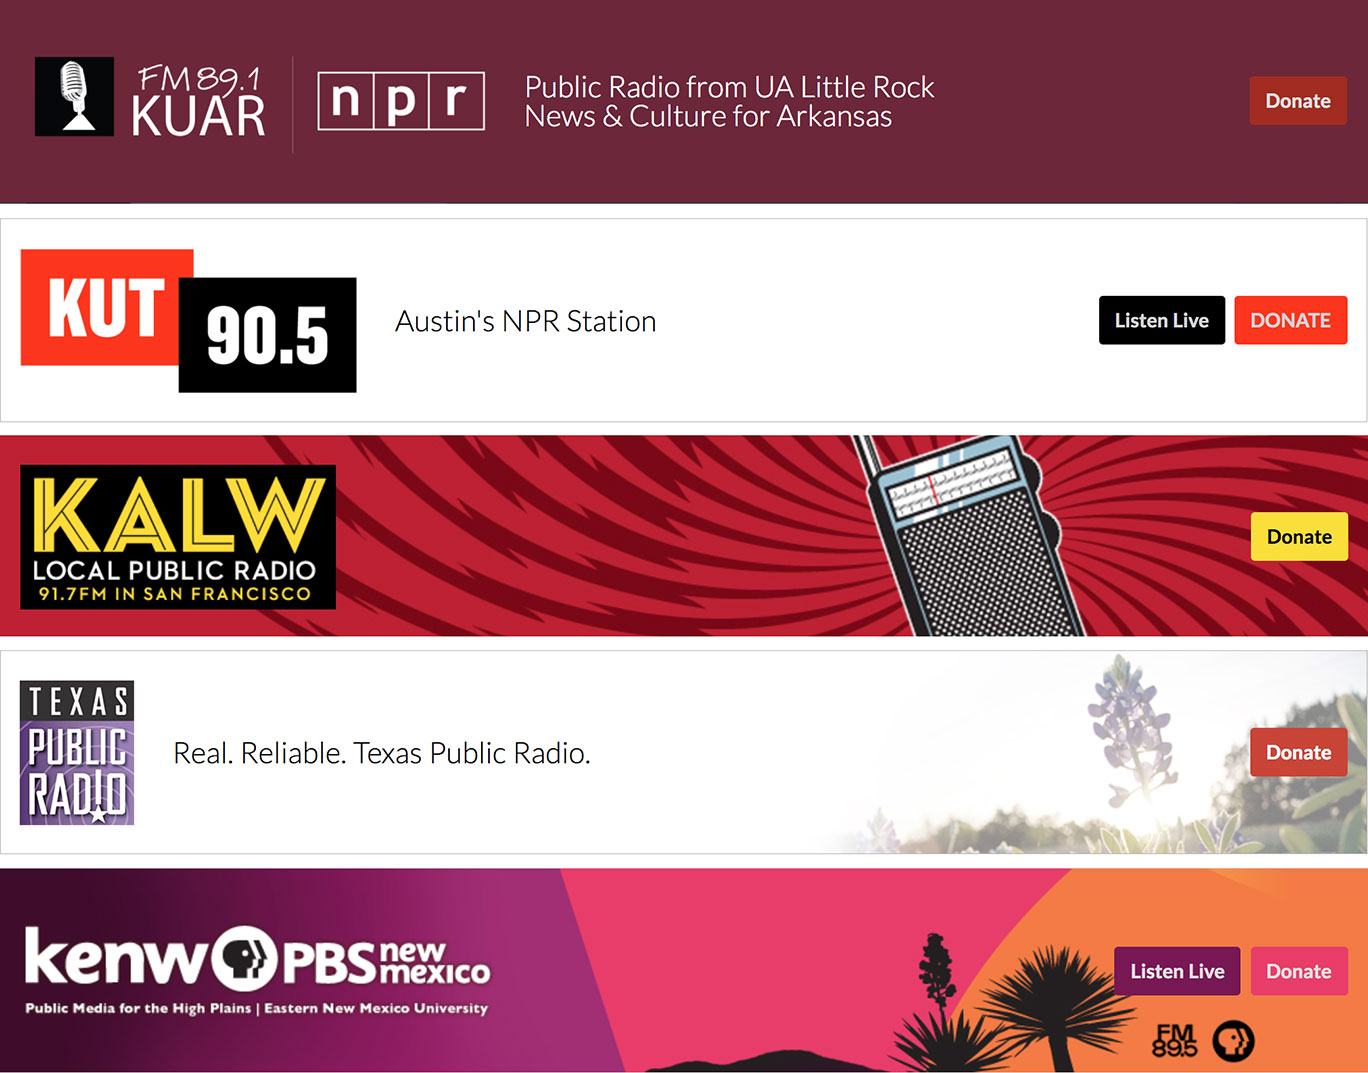 FM 89.1
KUAR
npr
Public Radio from UA Little Rock
News & Culture for Arkansas
Donate
KUT
90.5
Austin's NPR Station
Listen Live
DONATE
KALW
LOCAL PUBLIC RADIO
91.7FM IN SAN FRANCISCO
Donate
TEXAS
PUBLIC
RADIO
Real. Reliable. Texas Public Radio.
Donate
kenw PBS new mexico
Public Media for the High Plains | Eastern New Mexico University
Listen Live
Donate
FM
89.5